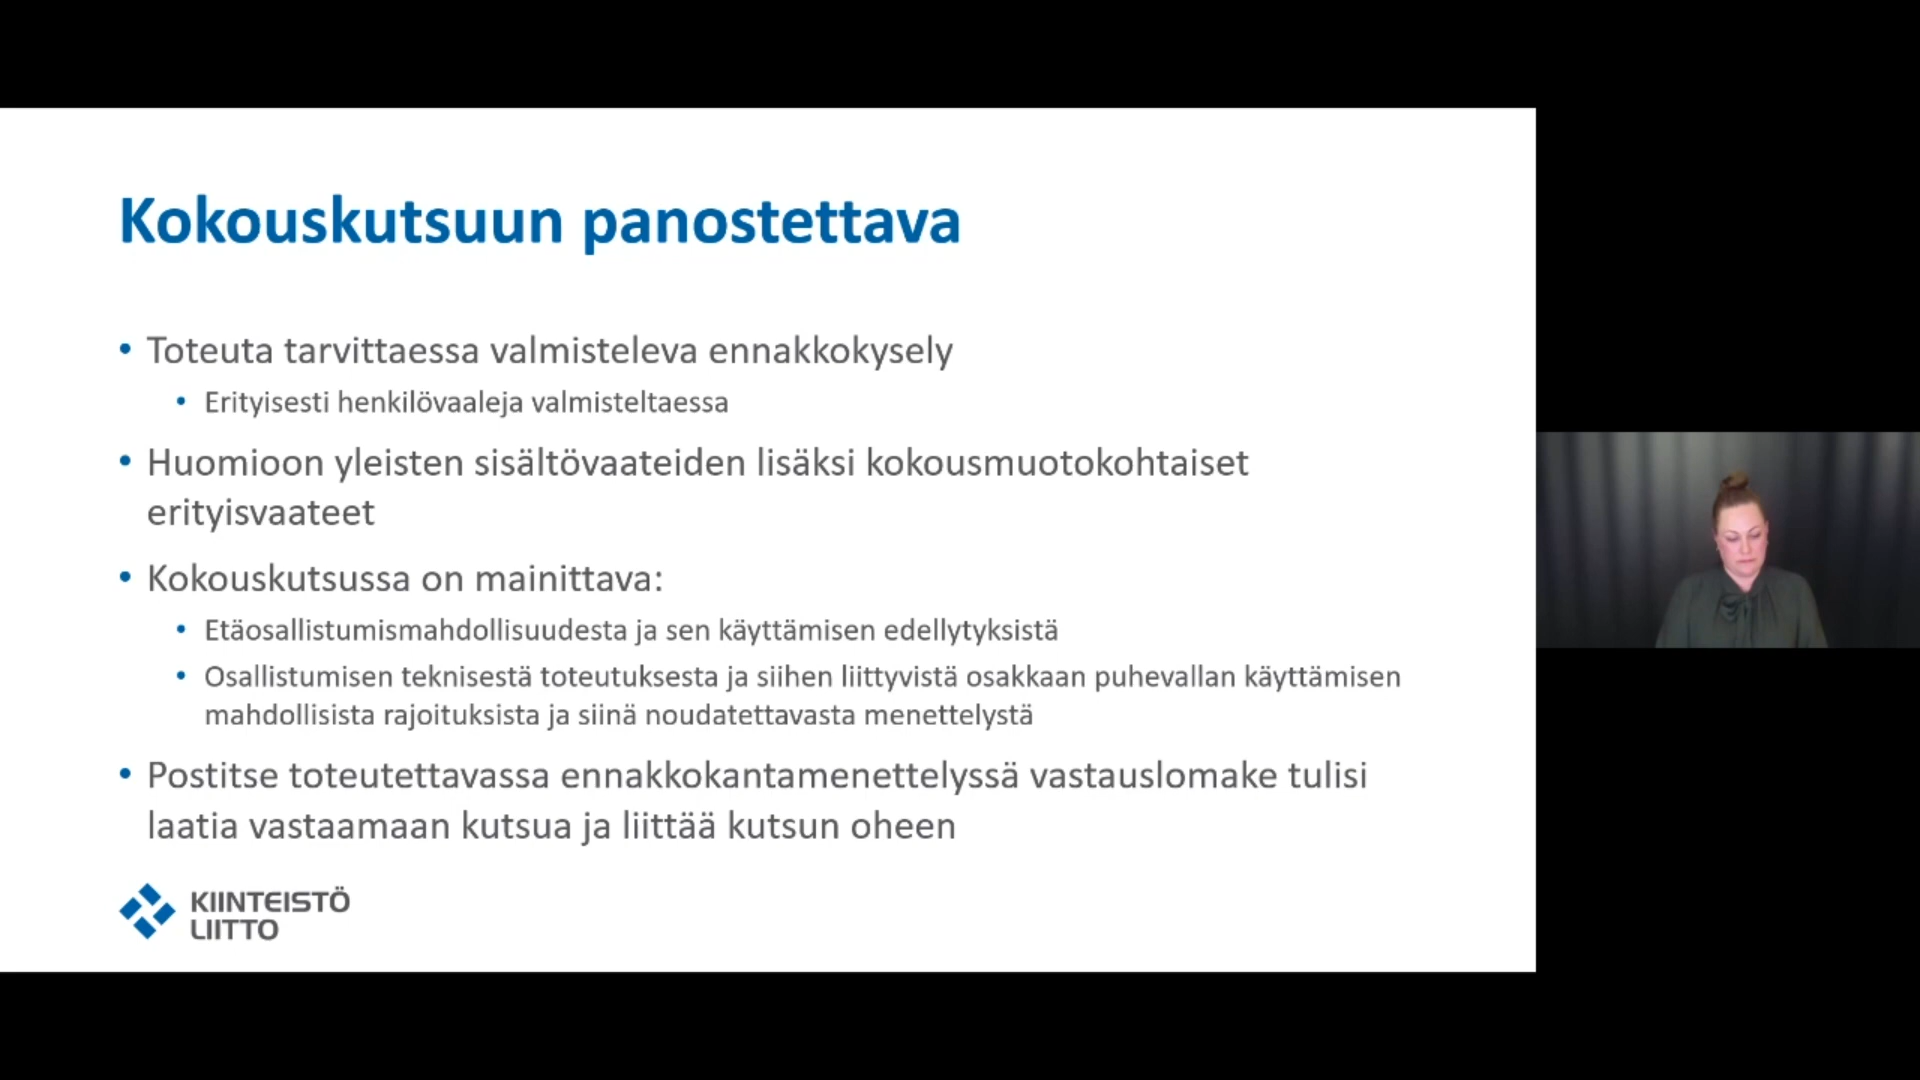 Kokouskutsuun panostettava
• Toteuta tarvittaessa valmisteleva ennakkokysely
• Erityisesti henkilövaaleja valmisteltaessa
• Huomioon yleisten sisältövaateiden lisäksi kokousmuotokohtaiset
erityisvaateet
• Kokouskutsussa on mainittava:
• Etäosallistumismahdollisuudesta ja sen käyttämisen edellytyksistä
• Osallistumisen teknisestä toteutuksesta ja siihen liittyvistä osakkaan puhevallan käyttämisen
mahdollisista rajoituksista ja siinä noudatettavasta menettelystä
• Postitse toteutettavassa ennakkokantamenettelyssä vastauslomake tulisi
laatia vastaamaan kutsua ja liittää kutsun oheen
KIINTEISTÖ
LIITTO